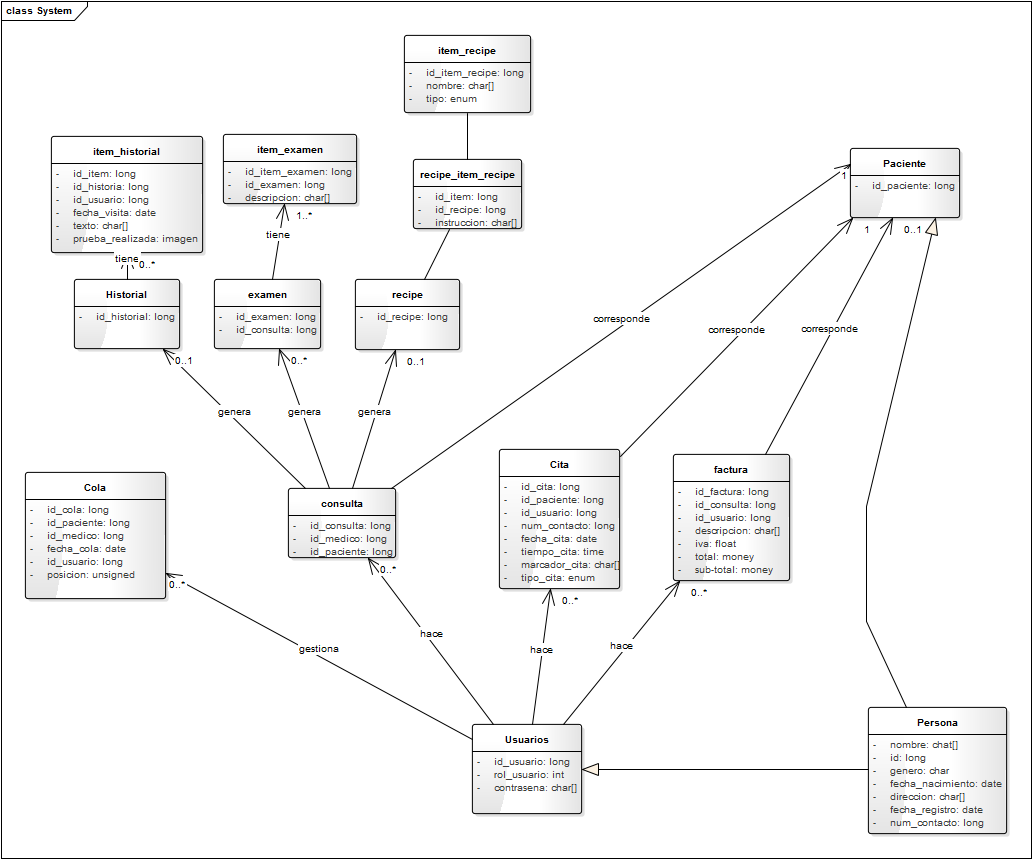 class System
item_recipe
- id_item_recipe: long
- nombre: char[]
- tipo: enum
item_historial
- id_item: long
- id_historia: long
- id_usuario: long
- fecha_visita: date
- texto: char[]
- prueba_realizada: imagen
item_examen
- id_item_examen: long
- id_examen: long
- descripcion: char[]
recipe_item_recipe
- id_item: long
- id_recipe: long
- instruccion: char[]
Paciente
- id_paciente: long
1
1
0..1
1..*
tiene
tiene
0..*
Historial
- id_historial: long
examen
- id_examen: long
- id_consulta: long
recipe
- id_recipe: long
corresponde
corresponde
corresponde
0..1
0..*
0..1
genera
genera
genera
Cola
- id_cola: long
- id_paciente: long
- id_medico: long
- fecha_cola: date
- id_usuario: long
- posicion: unsigned
consulta
- id_consulta: long
- id_medico: long
- id_paciente: long
Cita
- id_cita: long
- id_paciente: long
- id_usuario: long
- num_contacto: long
- fecha_cita: date
- tiempo_cita: time
- marcador_cita: char[]
- tipo_cita: enum
factura
- id_factura: long
- id_consulta: long
- id_usuario: long
- descripcion: char[]
- iva: float
- total: money
- sub-total: money
0..*
0..*
0..*
0..*
gestiona
hace
hace
hace
Usuarios
- id_usuario: long
- rol_usuario: int
- contrasena: char[]
Persona
- nombre: chat[]
- id: long
- genero: char
- fecha_nacimiento: date
- direccion: char[]
- fecha_registro: date
- num_contacto: long